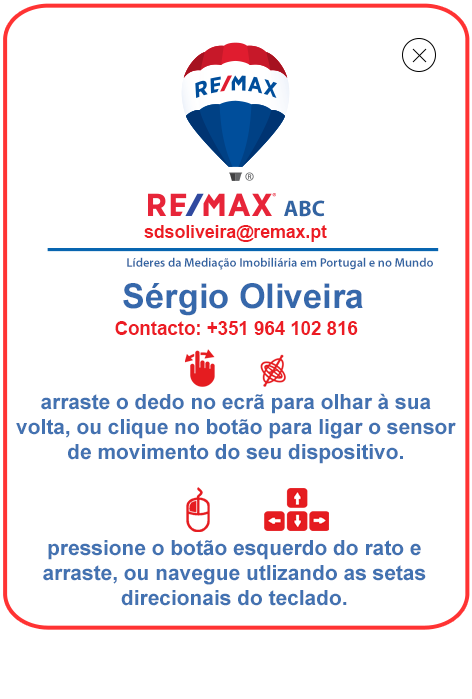 RE/MAX
®
RE/MAX® ABC
sdsoliveira@remax.pt
Líderes da Mediação Imobiliária em Portugal e no Mundo
Sérgio Oliveira
Contacto: +351 964 102 816
arraste o dedo no ecrã para olhar à sua
volta, ou clique no botão para ligar o sensor
de movimento do seu dispositivo.
pressione o botão esquerdo do rato e
arraste, ou navegue utlizando as setas
direcionais do teclado.